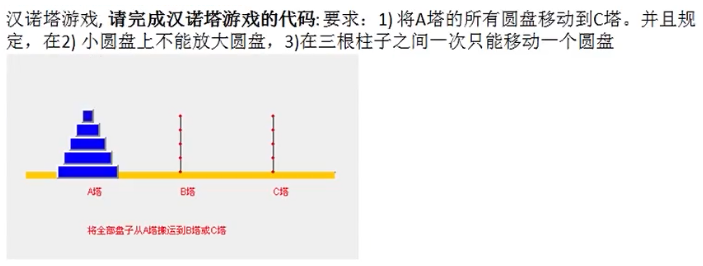 汉诺塔游戏, 请完成汉诺塔游戏的代码: 要求：1) 将A塔的所有圆盘移动到C塔。并且规
定，在2) 小圆盘上不能放大圆盘，3)在三根柱子之间一次只能移动一个圆盘
A塔 B塔 C塔
将全部盘子从A塔搬运到B塔或C塔